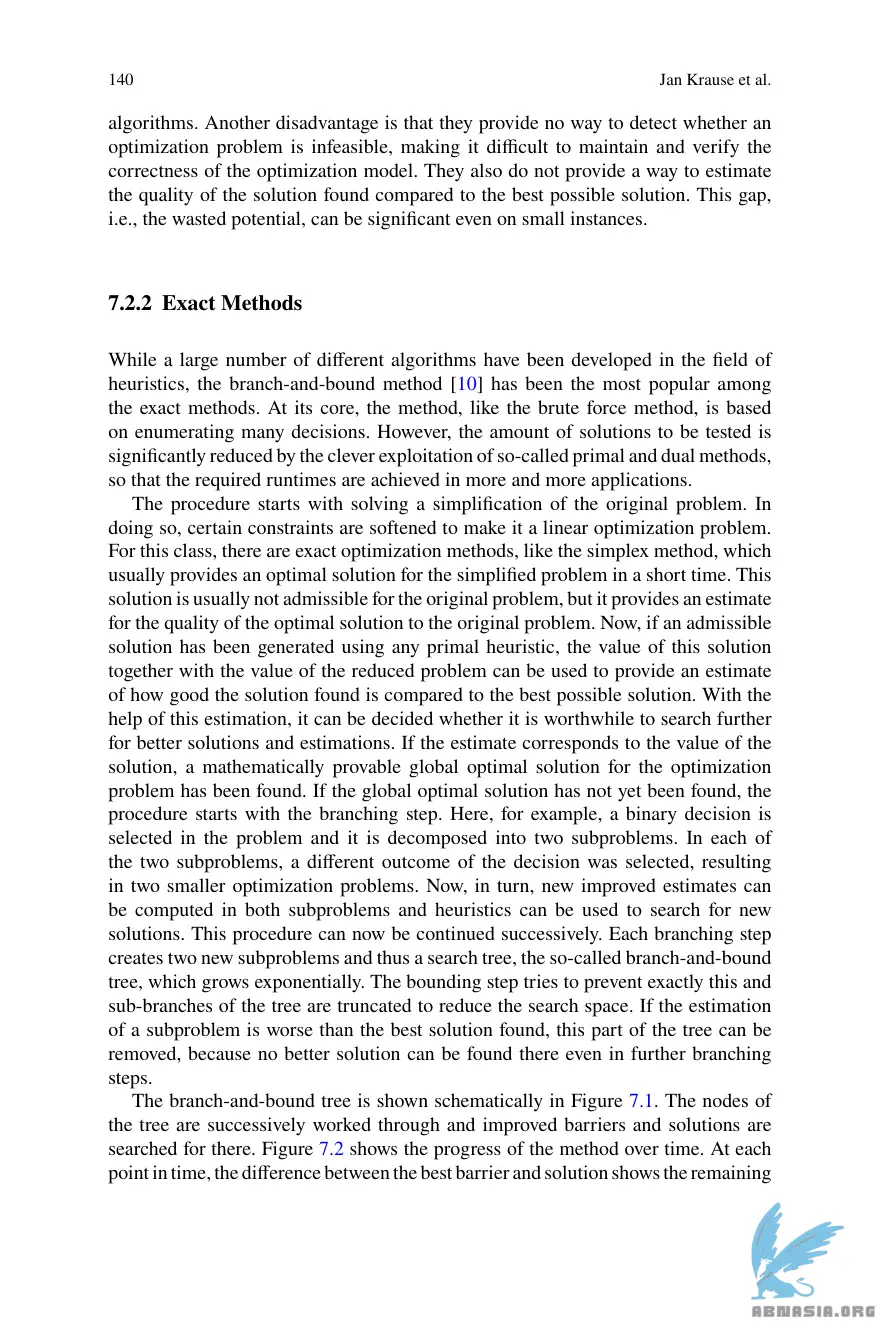 140
Jan Krause et al.
algorithms. Another disadvantage is that they provide no way to detect whether an
optimization problem is infeasible, making it difficult to maintain and verify the
correctness of the optimization model. They also do not provide a way to estimate
the quality of the solution found compared to the best possible solution. This gap,
i.e., the wasted potential, can be significant even on small instances.
7.2.2 Exact Methods
While a large number of different algorithms have been developed in the field of
heuristics, the branch-and-bound method [10] has been the most popular among
the exact methods. At its core, the method, like the brute force method, is based
on enumerating many decisions. However, the amount of solutions to be tested is
significantly reduced by the clever exploitation of so-called primal and dual methods,
so that the required runtimes are achieved in more and more applications.
The procedure starts with solving a simplification of the original problem. In
doing so, certain constraints are softened to make it a linear optimization problem.
For this class, there are exact optimization methods, like the simplex method, which
usually provides an optimal solution for the simplified problem in a short time. This
solution is usually not admissible for the original problem, but it provides an estimate
for the quality of the optimal solution to the original problem. Now, if an admissible
solution has been generated using any primal heuristic, the value of this solution
together with the value of the reduced problem can be used to provide an estimate
of how good the solution found is compared to the best possible solution. With the
help of this estimation, it can be decided whether it is worthwhile to search further
for better solutions and estimations. If the estimate corresponds to the value of the
solution, a mathematically provable global optimal solution for the optimization
problem has been found. If the global optimal solution has not yet been found, the
procedure starts with the branching step. Here, for example, a binary decision is
selected in the problem and it is decomposed into two subproblems. In each of
the two subproblems, a different outcome of the decision was selected, resulting
in two smaller optimization problems. Now, in turn, new improved estimates can
be computed in both subproblems and heuristics can be used to search for new
solutions. This procedure can now be continued successively. Each branching step
creates two new subproblems and thus a search tree, the so-called branch-and-bound
tree, which grows exponentially. The bounding step tries to prevent exactly this and
sub-branches of the tree are truncated to reduce the search space. If the estimation
of a subproblem is worse than the best solution found, this part of the tree can be
removed, because no better solution can be found there even in further branching
steps.
The branch-and-bound tree is shown schematically in Figure 7.1. The nodes of
the tree are successively worked through and improved barriers and solutions are
searched for there. Figure 7.2 shows the progress of the method over time. At each
point in time, the difference between the best barrier and solution shows the remaining
ABNASIA.ORG